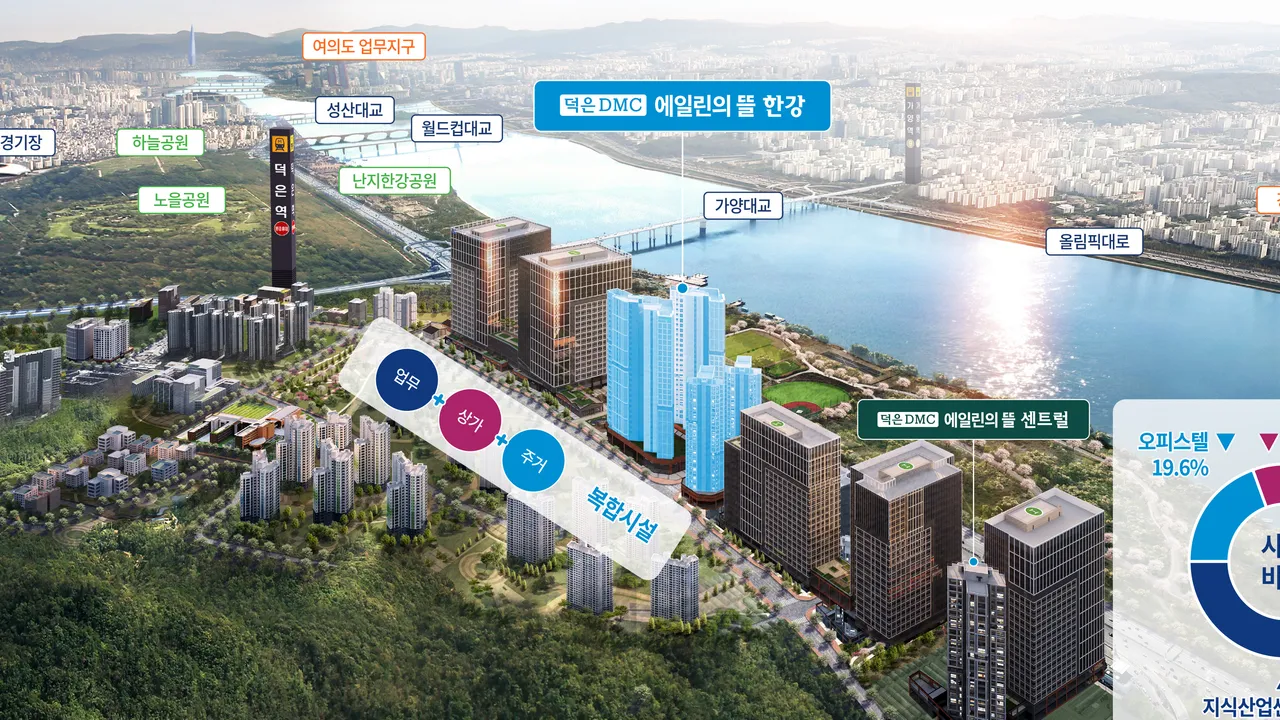 여의도 업무지구
성산대교
월드컵대교
경기장
하늘공원
노을공원
난지한강공원
덕은역
덕은DMC 에일린의 뜰 한강
가양역
가양대교
올림픽대로
업무 + 상가 + 주거
복합시설
덕은DMC 에일린의 뜰 센트럴
오피스텔
19.6%
지식산업센